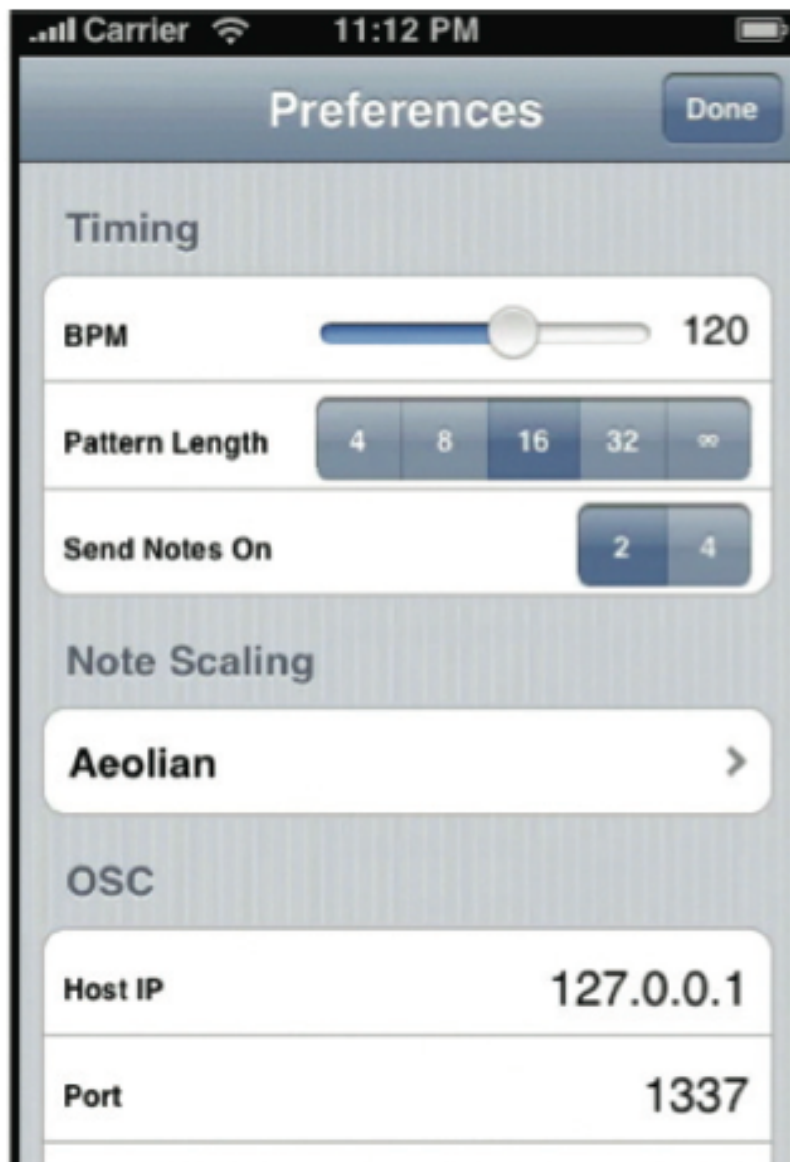 Carrier 11:12 PM
Preferences Done
Timing
BPM 120
Pattern Length 4 8 16 32 ∞
Send Notes On 2 4
Note Scaling
Aeolian
OSC
Host IP 127.0.0.1
Port 1337